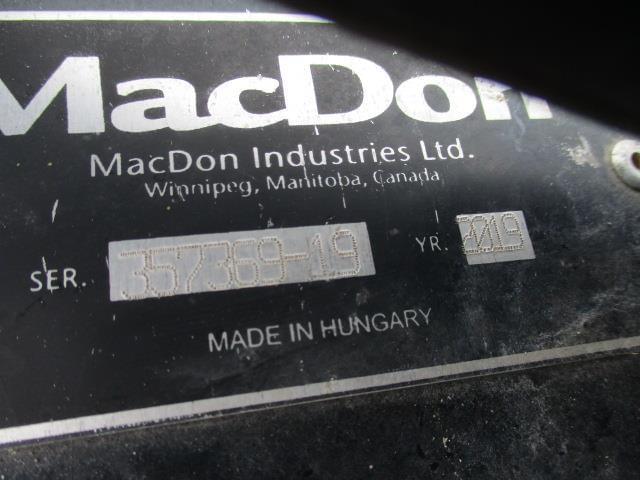 MacDon
MacDon Industries Ltd.
Winnipeg, Manitoba, Canada
SER. 357369-19 YR. 2019
MADE IN HUNGARY